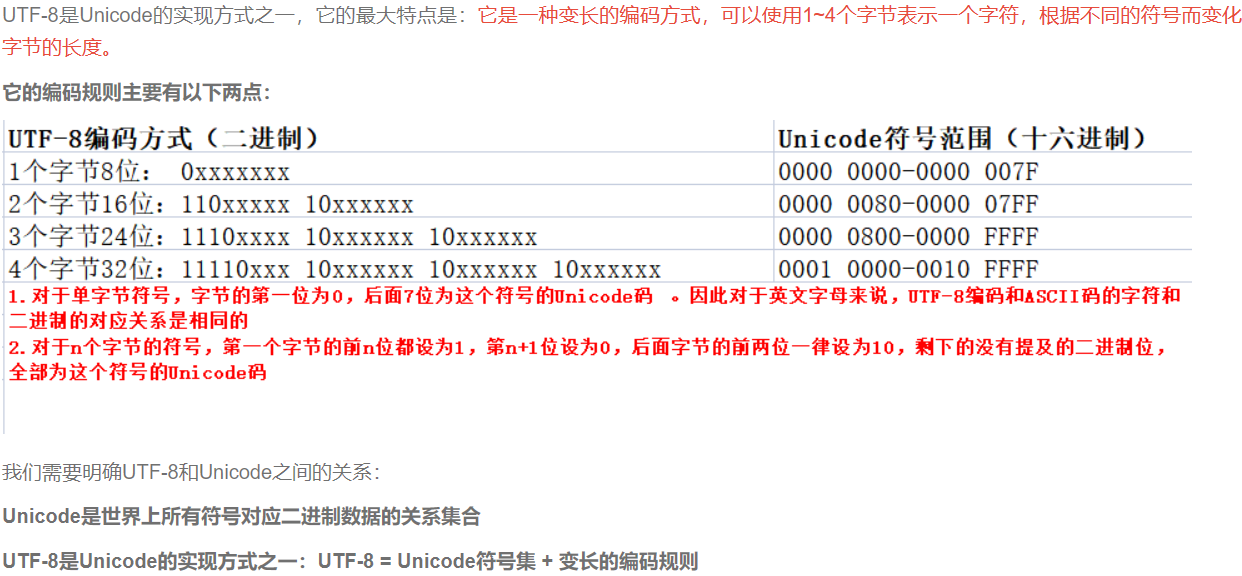 UTF-8是Unicode的实现方式之一，它的最大特点是：它是一种变长的编码方式，可以使用1~4个字节表示一个字符，根据不同的符号而变化
字节的长度。
它的编码规则主要有以下两点：
UTF-8编码方式（二进制） Unicode符号范围（十六进制）
1个字节8位： 0xxxxxxx 0000 0000-0000 007F
2个字节16位：110xxxxx 10xxxxxx 0000 0080-0000 07FF
3个字节24位：1110xxxx 10xxxxxx 10xxxxxx 0000 0800-0000 FFFF
4个字节32位：11110xxx 10xxxxxx 10xxxxxx 10xxxxxx 0001 0000-0010 FFFF
1.对于单字节符号，字节的第一位为0，后面7位为这个符号的Unicode码 。因此对于英文字母来说，UTF-8编码和ASCII码的字符和
二进制的对应关系是相同的
2.对于n个字节的符号，第一个字节的前n位都设为1，第n+1位设为0，后面字节的前两位一律设为10，剩下的没有提及的二进制位，
全部为这个符号的Unicode码
我们需要明确UTF-8和Unicode之间的关系：
Unicode是世界上所有符号对应二进制数据的关系集合
UTF-8是Unicode的实现方式之一：UTF-8 = Unicode符号集 + 变长的编码规则